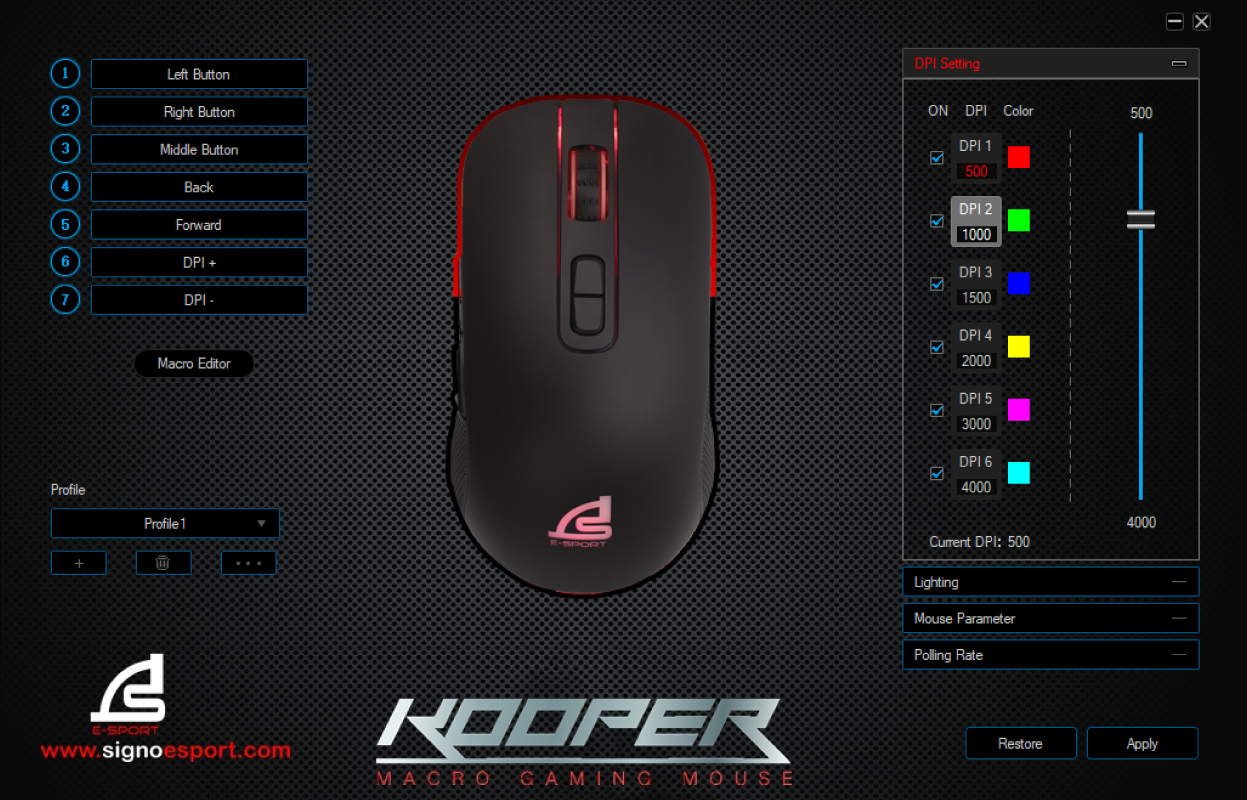 1 Left Button
2 Right Button
3 Middle Button
4 Back
5 Forward
6 DPI +
7 DPI -
Macro Editor
Profile
Profile1
+
...
E-SPORT
www.signoesport.com
E-SPORT
KOOPER
MACRO GAMING MOUSE
DPI Setting
ON DPI Color
500
DPI 1
500
DPI 2
1000
DPI 3
1500
DPI 4
2000
DPI 5
3000
DPI 6
4000
4000
Current DPI: 500
Lighting
Mouse Parameter
Polling Rate
Restore
Apply